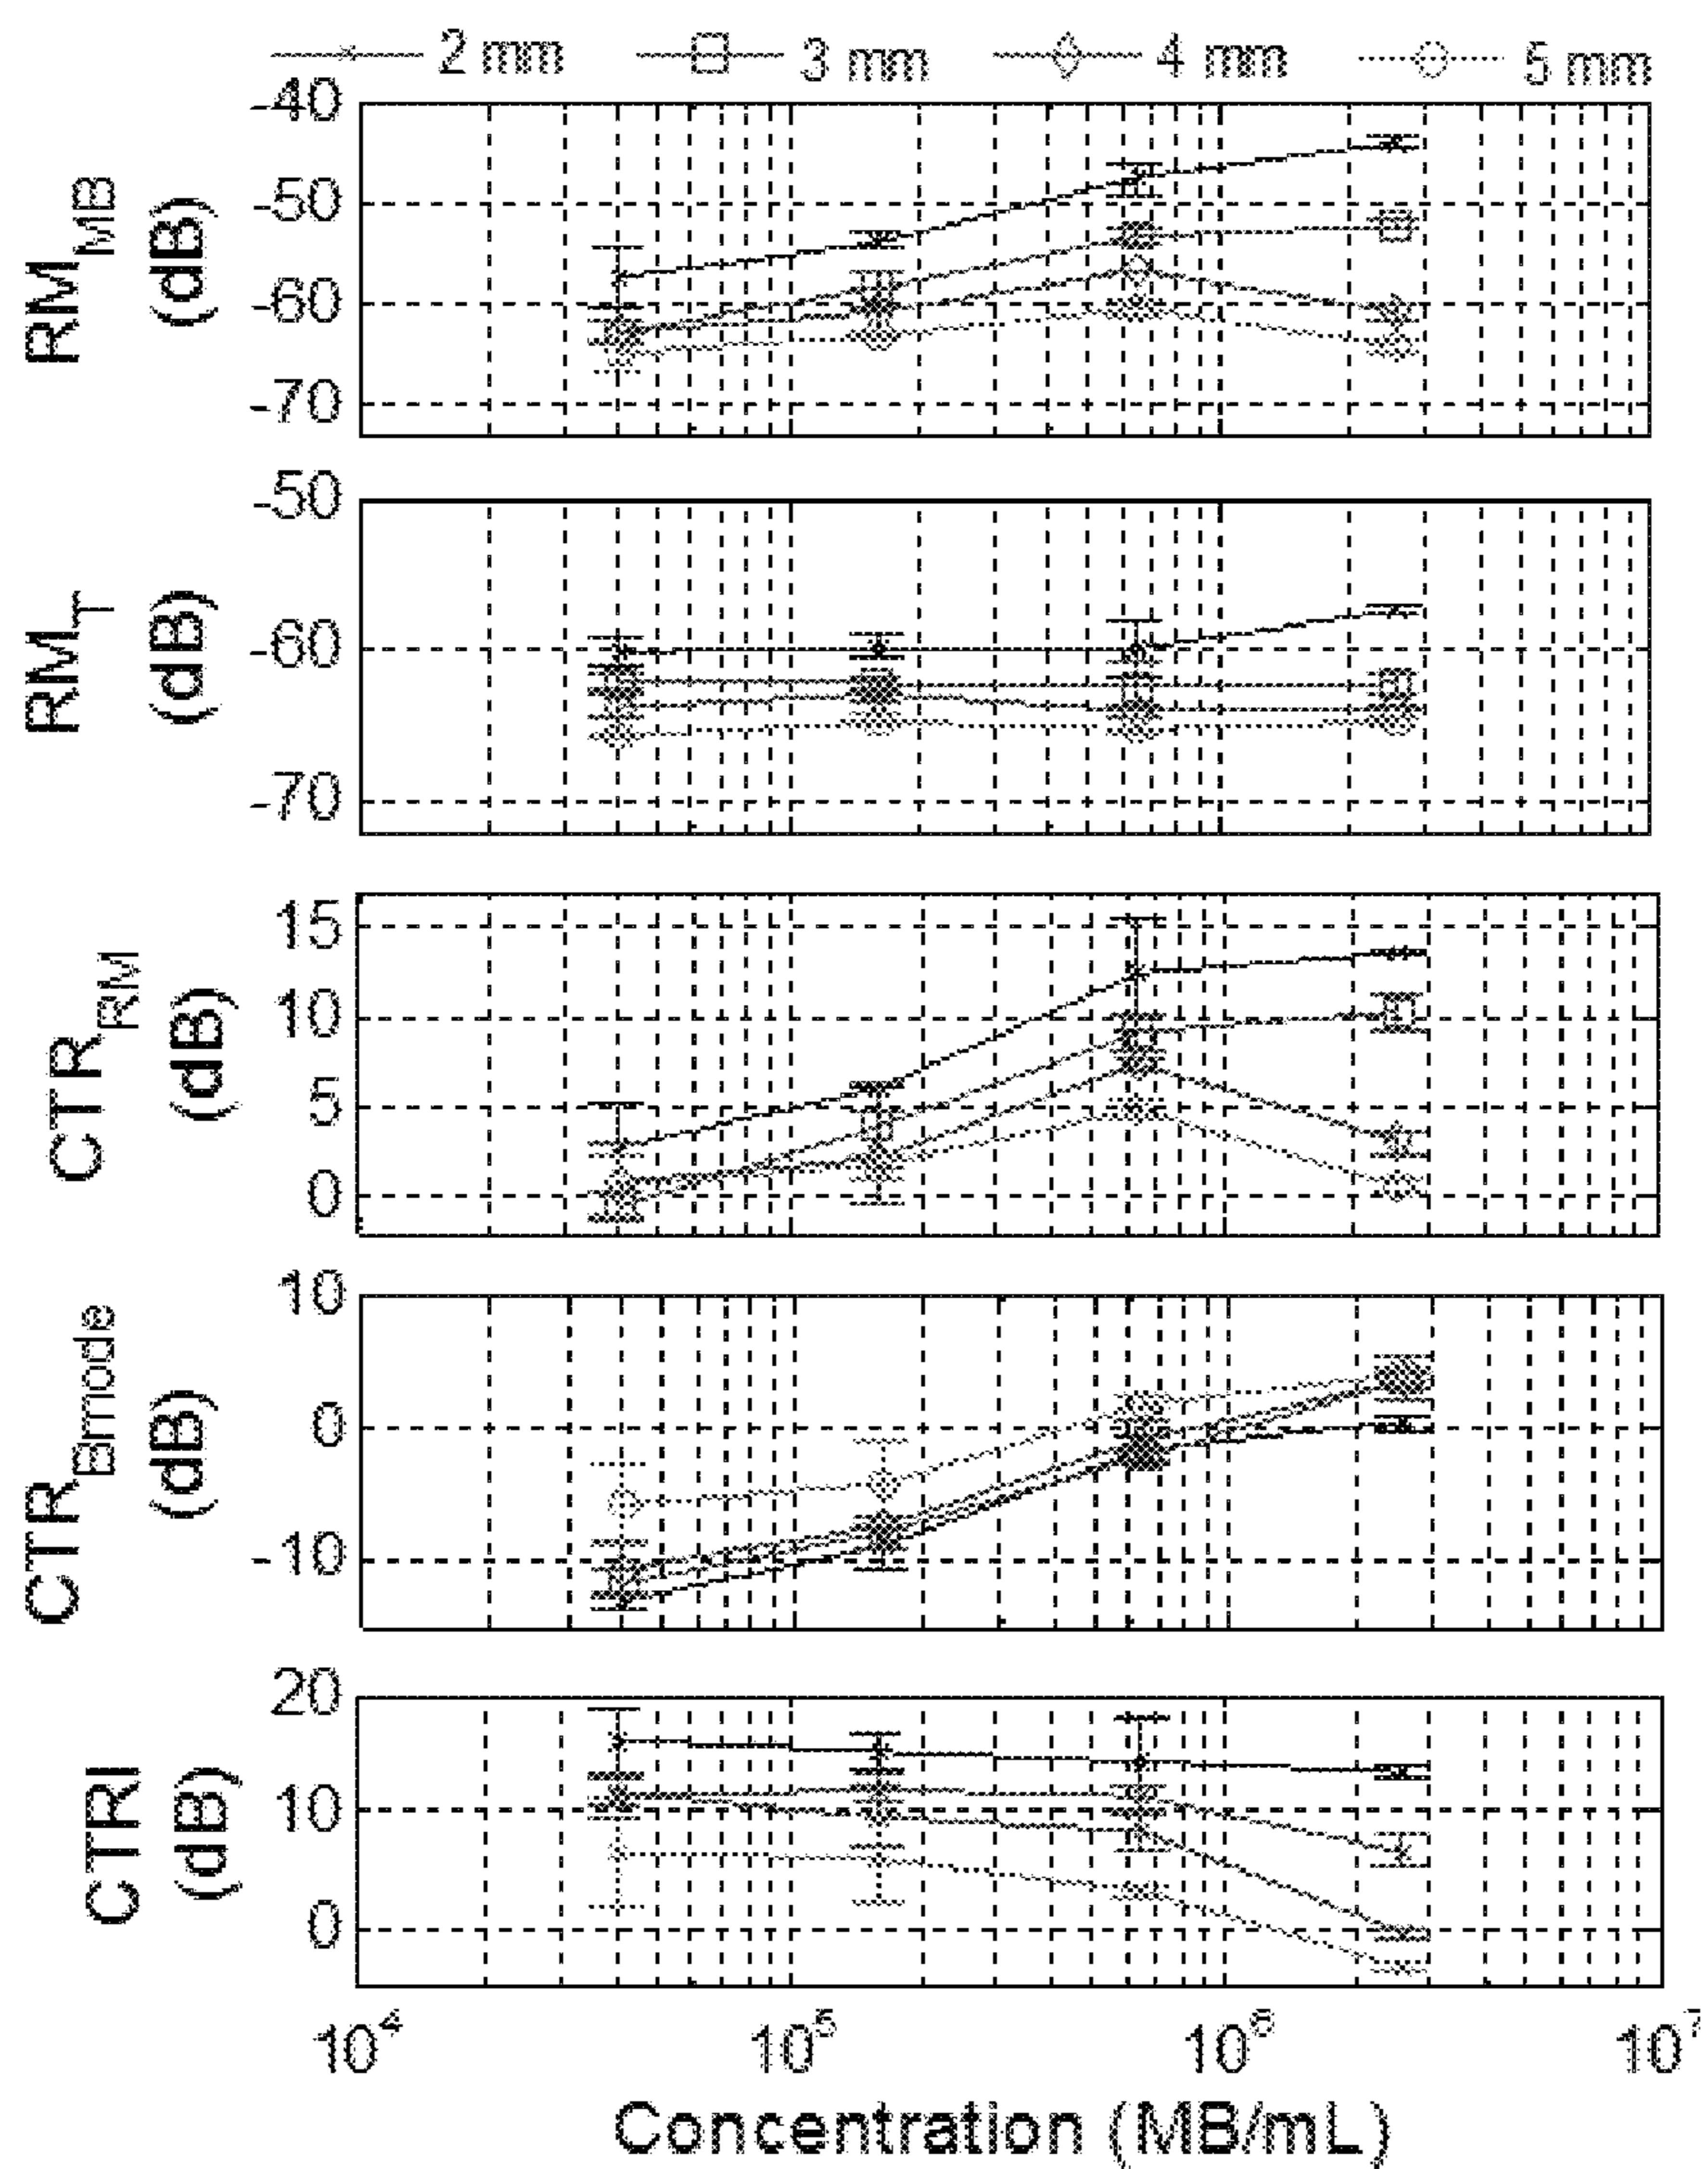 2 mm 3 mm 4 mm 5 mm
RM_MB (dB)
-40
-50
-60
-70
RM_T (dB)
-50
-60
-70
CTR_RM (dB)
15
10
5
0
CTR_Bmode (dB)
10
0
-10
CTRI (dB)
20
10
0
10^4 10^5 10^6 10^7
Concentration (MB/mL)